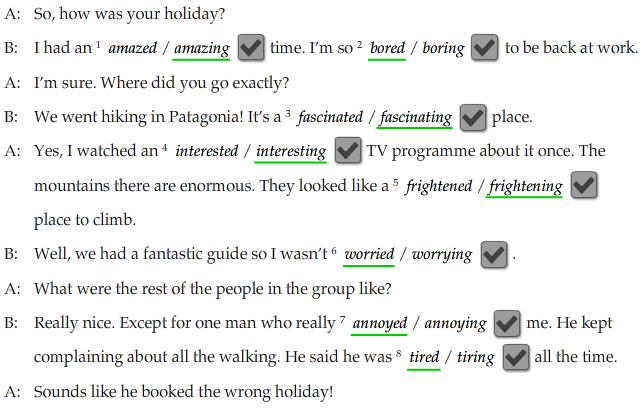 A: So, how was your holiday?
B: I had an ¹ amazed / amazing time. I'm so ² bored / boring to be back at work.
A: I'm sure. Where did you go exactly?
B: We went hiking in Patagonia! It's a ³ fascinated / fascinating place.
A: Yes, I watched an ⁴ interested / interesting TV programme about it once. The
mountains there are enormous. They looked like a ⁵ frightened / frightening
place to climb.
B: Well, we had a fantastic guide so I wasn't ⁶ worried / worrying .
A: What were the rest of the people in the group like?
B: Really nice. Except for one man who really ⁷ annoyed / annoying me. He kept
complaining about all the walking. He said he was ⁸ tired / tiring all the time.
A: Sounds like he booked the wrong holiday!